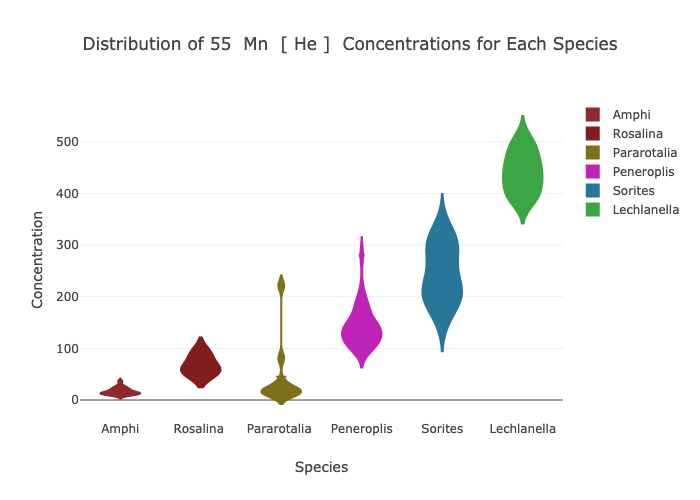 Distribution of 55 Mn [ He ] Concentrations for Each Species
Amphi
Rosalina
Pararotalia
Peneroplis
Sorites
Lechlanella
500
400
300
200
100
0
Concentration
Amphi Rosalina Pararotalia Peneroplis Sorites Lechlanella
Species